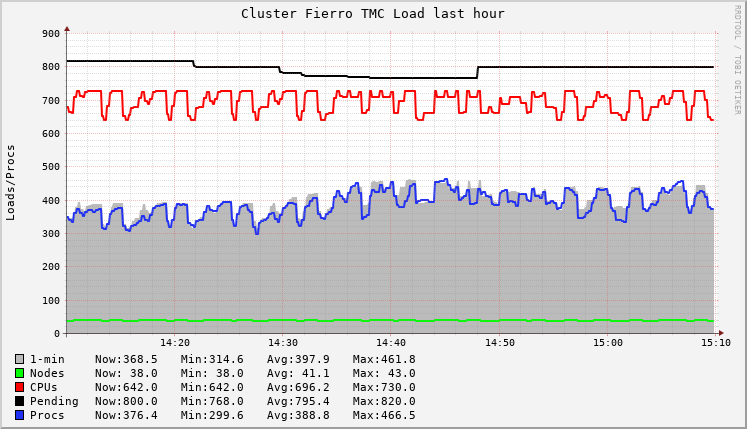 Cluster Fierro TMC Load last hour
RRDTOOL / TOBI OETIKER
Loads/Procs
900
800
700
600
500
400
300
200
100
0
14:20 14:30 14:40 14:50 15:00 15:10
1-min Now:368.5 Min:314.6 Avg:397.9 Max:461.8
Nodes Now: 38.0 Min: 38.0 Avg: 41.1 Max: 43.0
CPUs Now:642.0 Min:642.0 Avg:696.2 Max:730.0
Pending Now:800.0 Min:768.0 Avg:795.4 Max:820.0
Procs Now:376.4 Min:299.6 Avg:388.8 Max:466.5